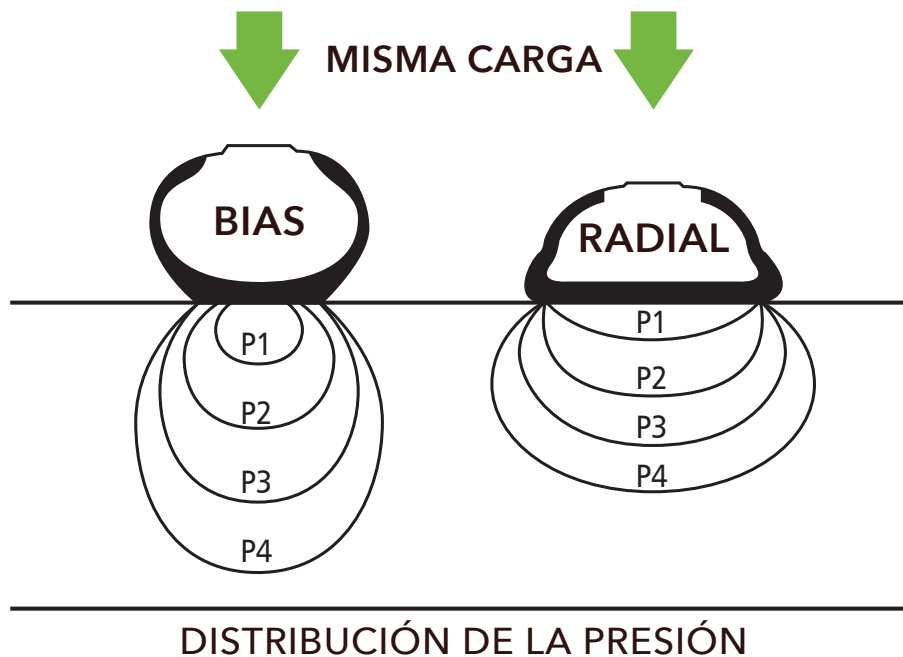 MISMA CARGA
BIAS
RADIAL
P1
P2
P3
P4
P1
P2
P3
P4
DISTRIBUCIÓN DE LA PRESIÓN